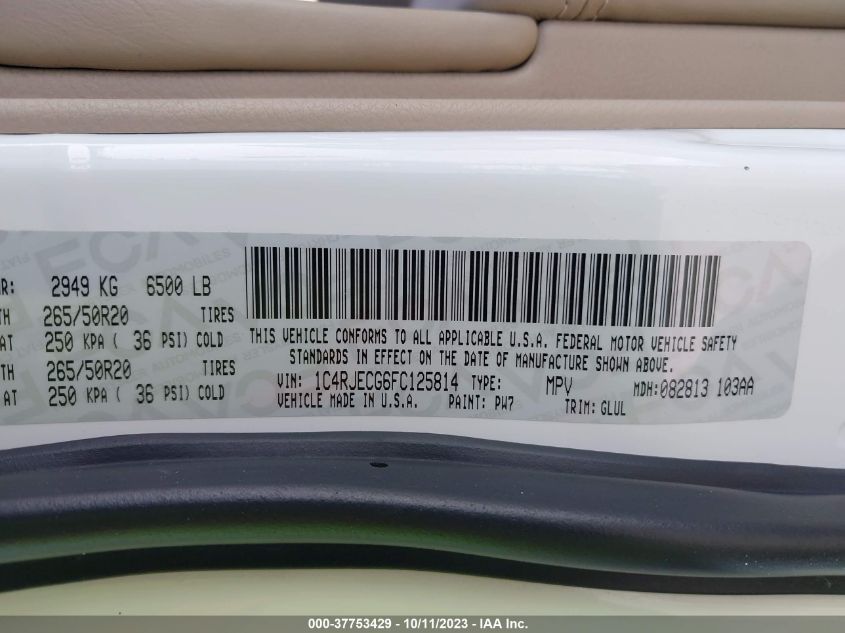 R: 2949 KG 6500 LB
TH 265/50R20 TIRES
AT 250 KPA ( 36 PSI) COLD
TH 265/50R20 TIRES
AT 250 KPA ( 36 PSI) COLD
THIS VEHICLE CONFORMS TO ALL APPLICABLE U.S.A. FEDERAL MOTOR VEHICLE SAFETY
STANDARDS IN EFFECT ON THE DATE OF MANUFACTURE SHOWN ABOVE.
VIN: 1C4RJECG6FC125814 TYPE: MPV MDH: 082813 103AA
VEHICLE MADE IN U.S.A. PAINT: PW7 TRIM: GLUL
000-37753429 - 10/11/2023 - IAA Inc.